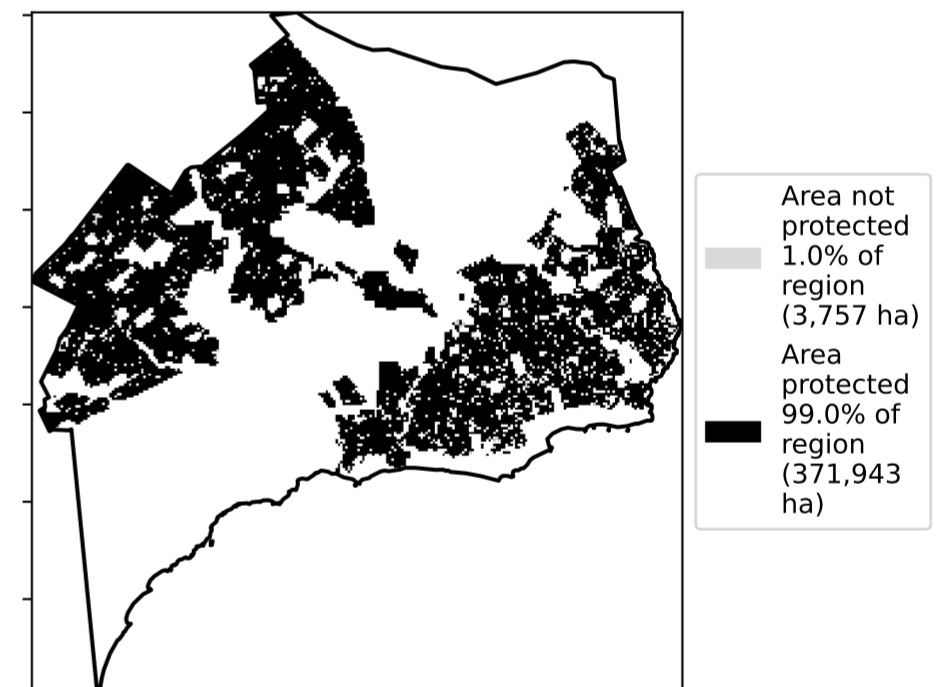 Area not
protected
1.0% of
region
(3,757 ha)
Area
protected
99.0% of
region
(371,943
ha)